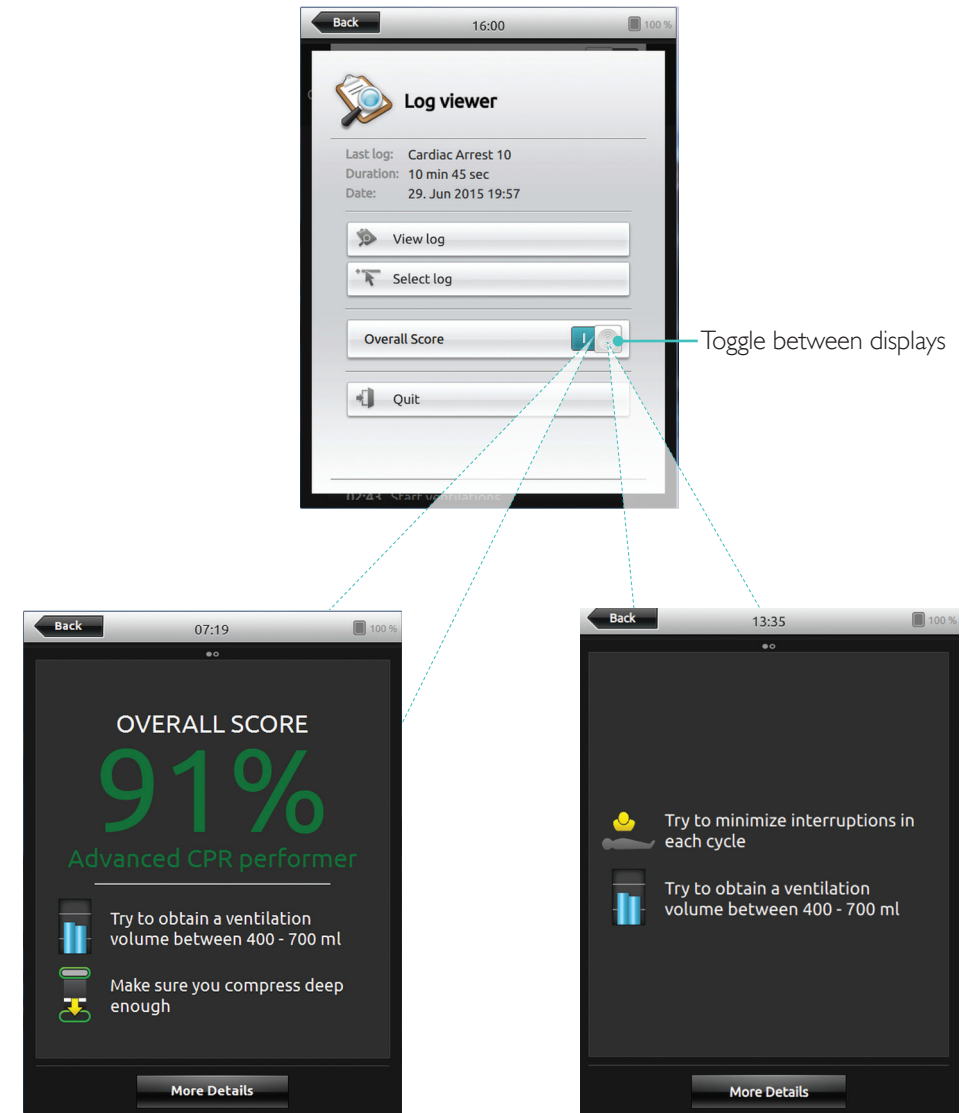 Back
16:00
100 %
Log viewer
Last log: Cardiac Arrest 10
Duration: 10 min 45 sec
Date: 29. Jun 2015 19:57
View log
Select log
Overall Score
Toggle between displays
Quit
02:43 Start ventilations
Back
07:19
100 %
OVERALL SCORE
91%
Advanced CPR performer
Try to obtain a ventilation
volume between 400 - 700 ml
Make sure you compress deep
enough
More Details
Back
13:35
100 %
Try to minimize interruptions in
each cycle
Try to obtain a ventilation
volume between 400 - 700 ml
More Details